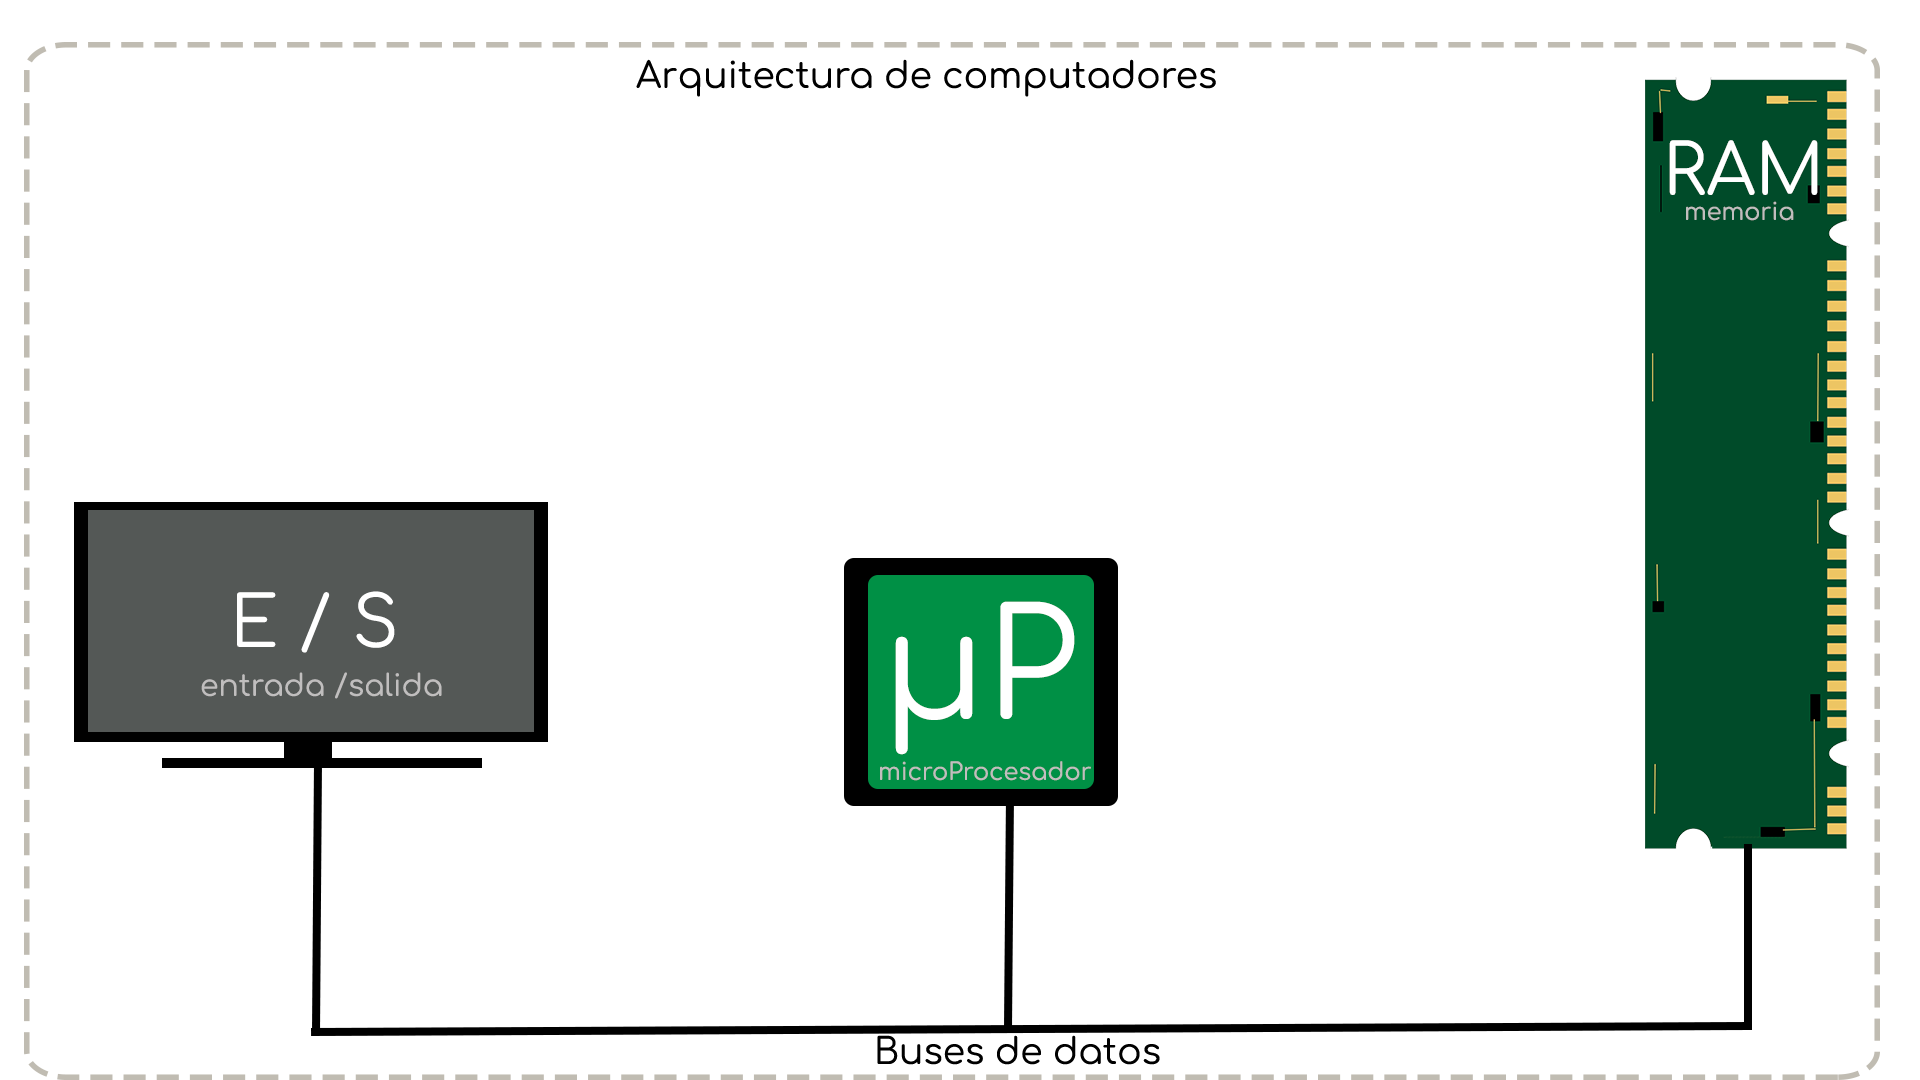 Arquitectura de computadores
RAM
memoria
E / S
entrada /salida
µP
microProcesador
Buses de datos